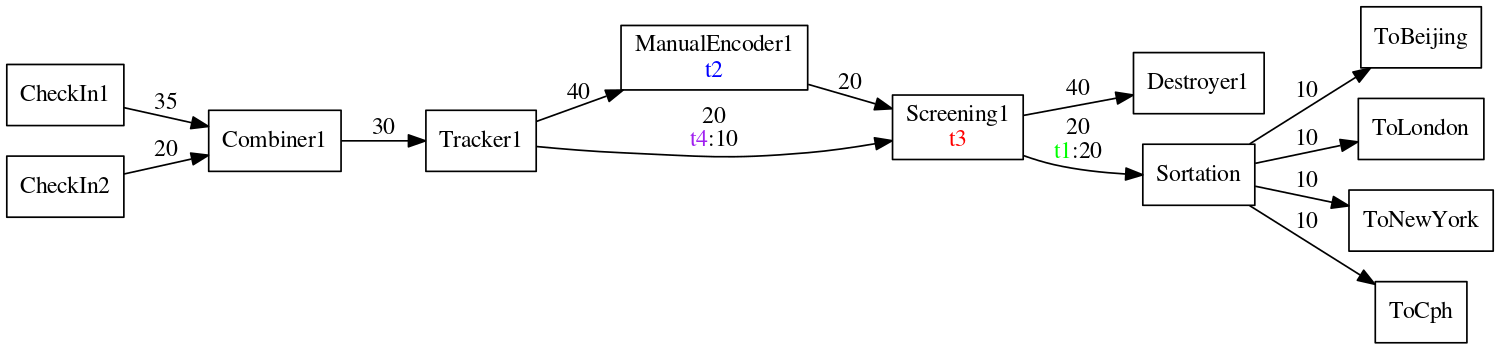 CheckIn1
35
CheckIn2
20
Combiner1
30
Tracker1
40
ManualEncoder1
t2
20
20
t4:10
Screening1
t3
40
Destroyer1
20
t1:20
Sortation
10
ToBeijing
10
ToLondon
10
ToNewYork
10
ToCph